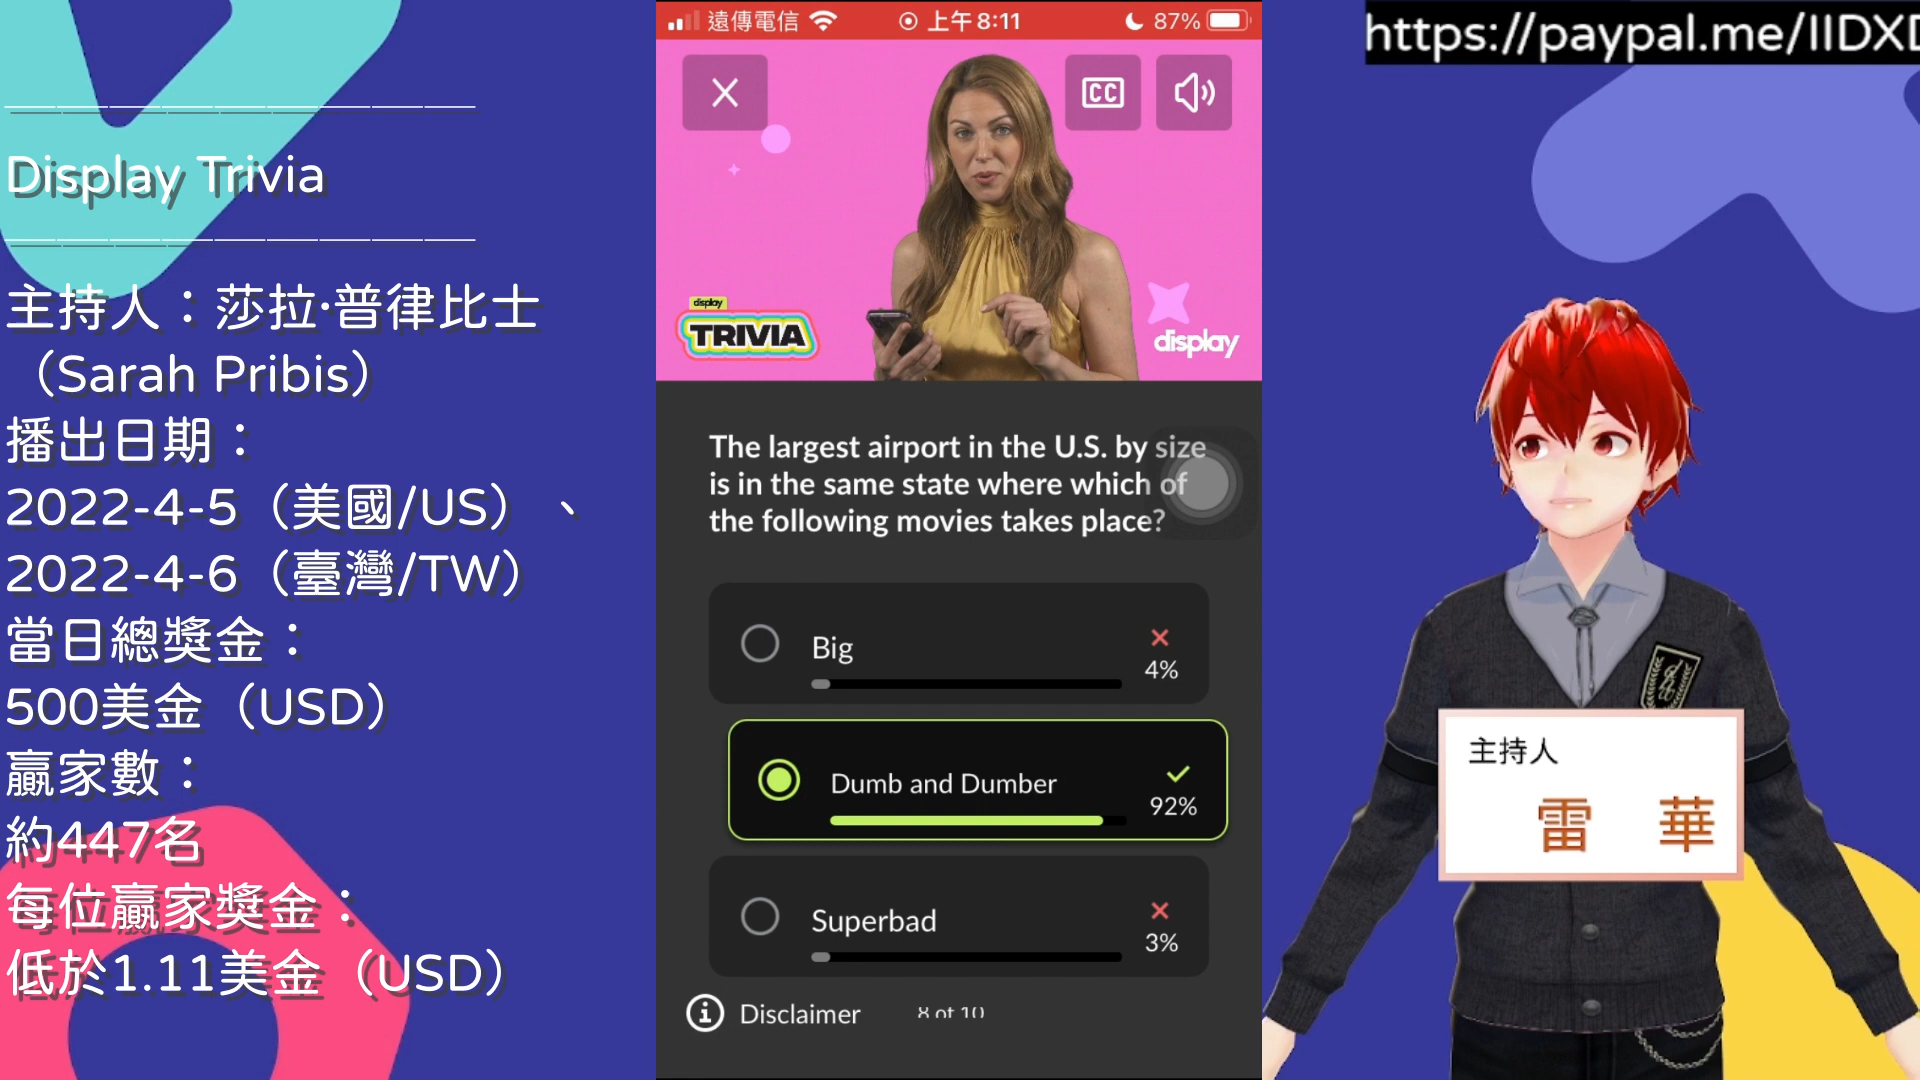 Display Trivia
主持人：莎拉·普律比士
（Sarah Pribis）
播出日期：
2022-4-5（美國/US）、
2022-4-6（臺灣/TW）
當日總獎金：
500美金（USD）
贏家數：
約447名
每位贏家獎金：
低於1.11美金（USD）
遠傳電信
上午8:11
87%
CC
display
TRIVIA
display
The largest airport in the U.S. by size
is in the same state where which of
the following movies takes place?
Big
4%
Dumb and Dumber
92%
Superbad
3%
Disclaimer
8 of 10
https://paypal.me/IIDXD
主持人
雷 華